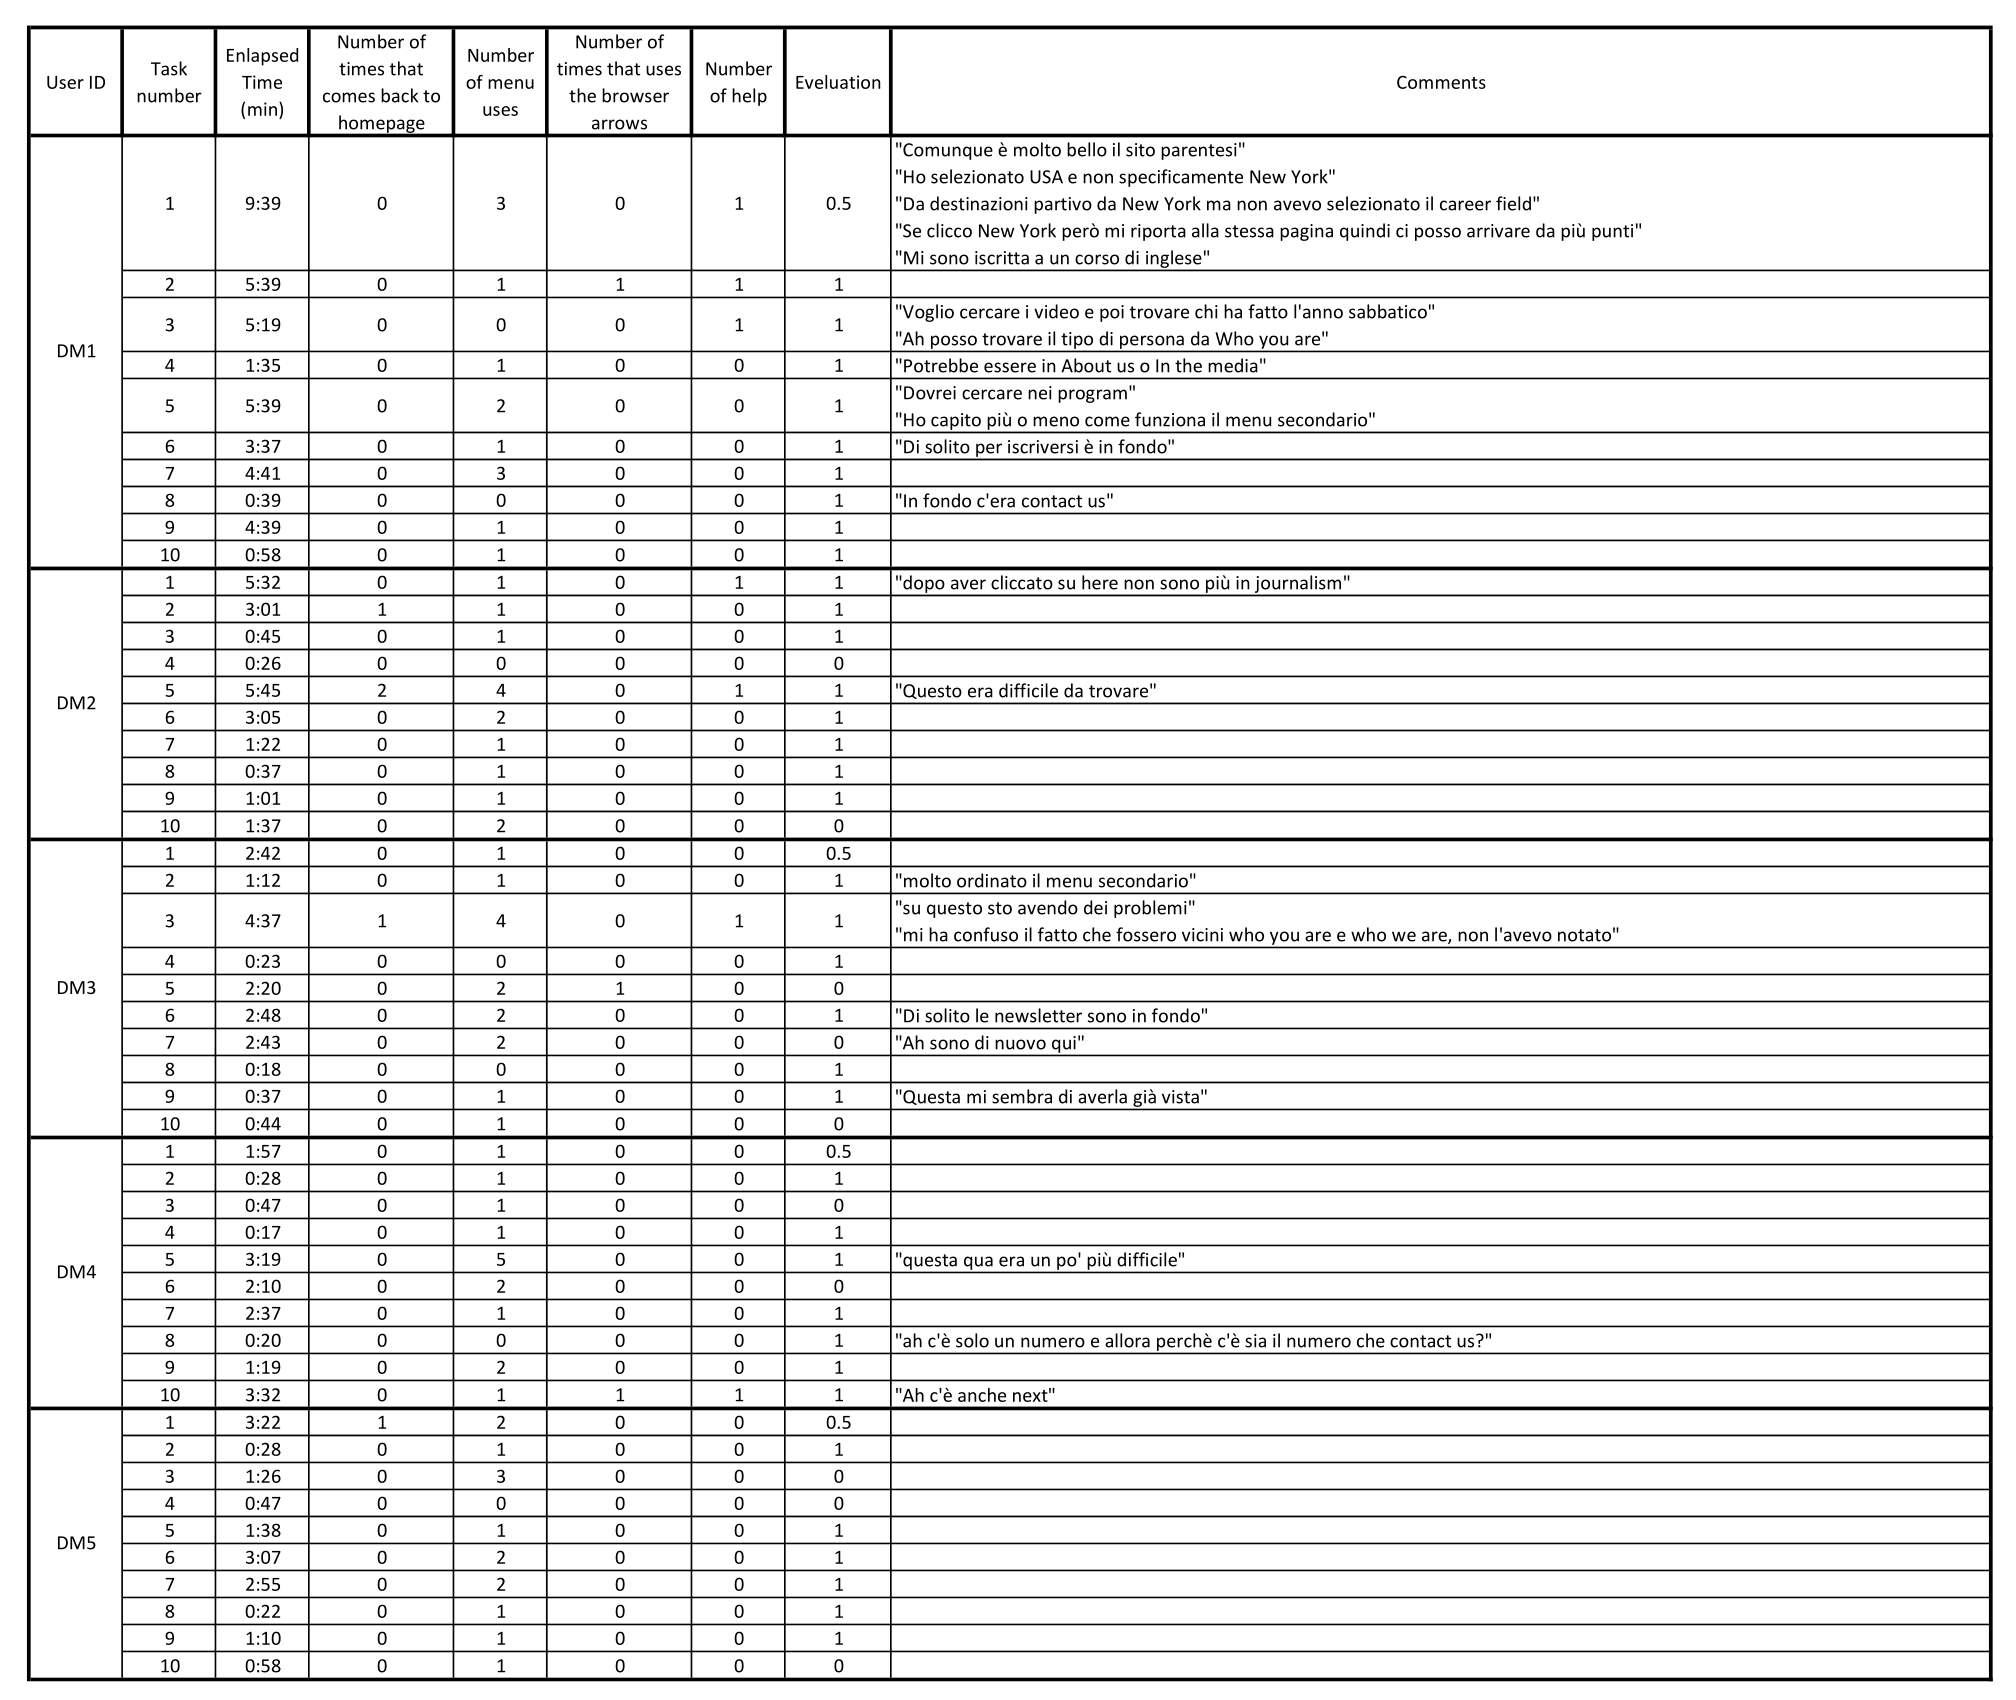 User ID Task number Enlapsed Time (min) Number of times that comes back to homepage Number of menu uses Number of times that uses the browser arrows Number of help Eveluation Comments
DM1
1 9:39 0 3 0 1 0.5 "Comunque è molto bello il sito parentesi"
"Ho selezionato USA e non specificamente New York"
"Da destinazioni partivo da New York ma non avevo selezionato il career field"
"Se clicco New York però mi riporta alla stessa pagina quindi ci posso arrivare da più punti"
"Mi sono iscritta a un corso di inglese"
2 5:39 0 1 1 1 1
3 5:19 0 0 0 1 1 "Voglio cercare i video e poi trovare chi ha fatto l'anno sabbatico"
"Ah posso trovare il tipo di persona da Who you are"
4 1:35 0 1 0 0 1 "Potrebbe essere in About us o In the media"
5 5:39 0 2 0 0 1 "Dovrei cercare nei program"
"Ho capito più o meno come funziona il menu secondario"
6 3:37 0 1 0 0 1 "Di solito per iscriversi è in fondo"
7 4:41 0 3 0 0 1
8 0:39 0 0 0 0 1 "In fondo c'era contact us"
9 4:39 0 1 0 0 1
10 0:58 0 1 0 0 1
DM2
1 5:32 0 1 0 1 1 "dopo aver cliccato su here non sono più in journalism"
2 3:01 1 1 0 0 1
3 0:45 0 1 0 0 1
4 0:26 0 0 0 0 0
5 5:45 2 4 0 1 1 "Questo era difficile da trovare"
6 3:05 0 2 0 0 1
7 1:22 0 1 0 0 1
8 0:37 0 1 0 0 1
9 1:01 0 1 0 0 1
10 1:37 0 2 0 0 0
DM3
1 2:42 0 1 0 0 0.5
2 1:12 0 1 0 0 1 "molto ordinato il menu secondario"
3 4:37 1 4 0 1 1 "su questo sto avendo dei problemi"
"mi ha confuso il fatto che fossero vicini who you are e who we are, non l'avevo notato"
4 0:23 0 0 0 0 1
5 2:20 0 2 1 0 0
6 2:48 0 2 0 0 1 "Di solito le newsletter sono in fondo"
7 2:43 0 2 0 0 0 "Ah sono di nuovo qui"
8 0:18 0 0 0 0 1
9 0:37 0 1 0 0 1 "Questa mi sembra di averla già vista"
10 0:44 0 1 0 0 0
DM4
1 1:57 0 1 0 0 0.5
2 0:28 0 1 0 0 1
3 0:47 0 1 0 0 0
4 0:17 0 1 0 0 1
5 3:19 0 5 0 0 1 "questa qua era un po' più difficile"
6 2:10 0 2 0 0 0
7 2:37 0 1 0 0 1
8 0:20 0 0 0 0 1 "ah c'è solo un numero e allora perchè c'è sia il numero che contact us?"
9 1:19 0 2 0 0 1
10 3:32 0 1 1 1 1 "Ah c'è anche next"
DM5
1 3:22 1 2 0 0 0.5
2 0:28 0 1 0 0 1
3 1:26 0 3 0 0 0
4 0:47 0 0 0 0 0
5 1:38 0 1 0 0 1
6 3:07 0 2 0 0 1
7 2:55 0 2 0 0 1
8 0:22 0 1 0 0 1
9 1:10 0 1 0 0 1
10 0:58 0 1 0 0 0